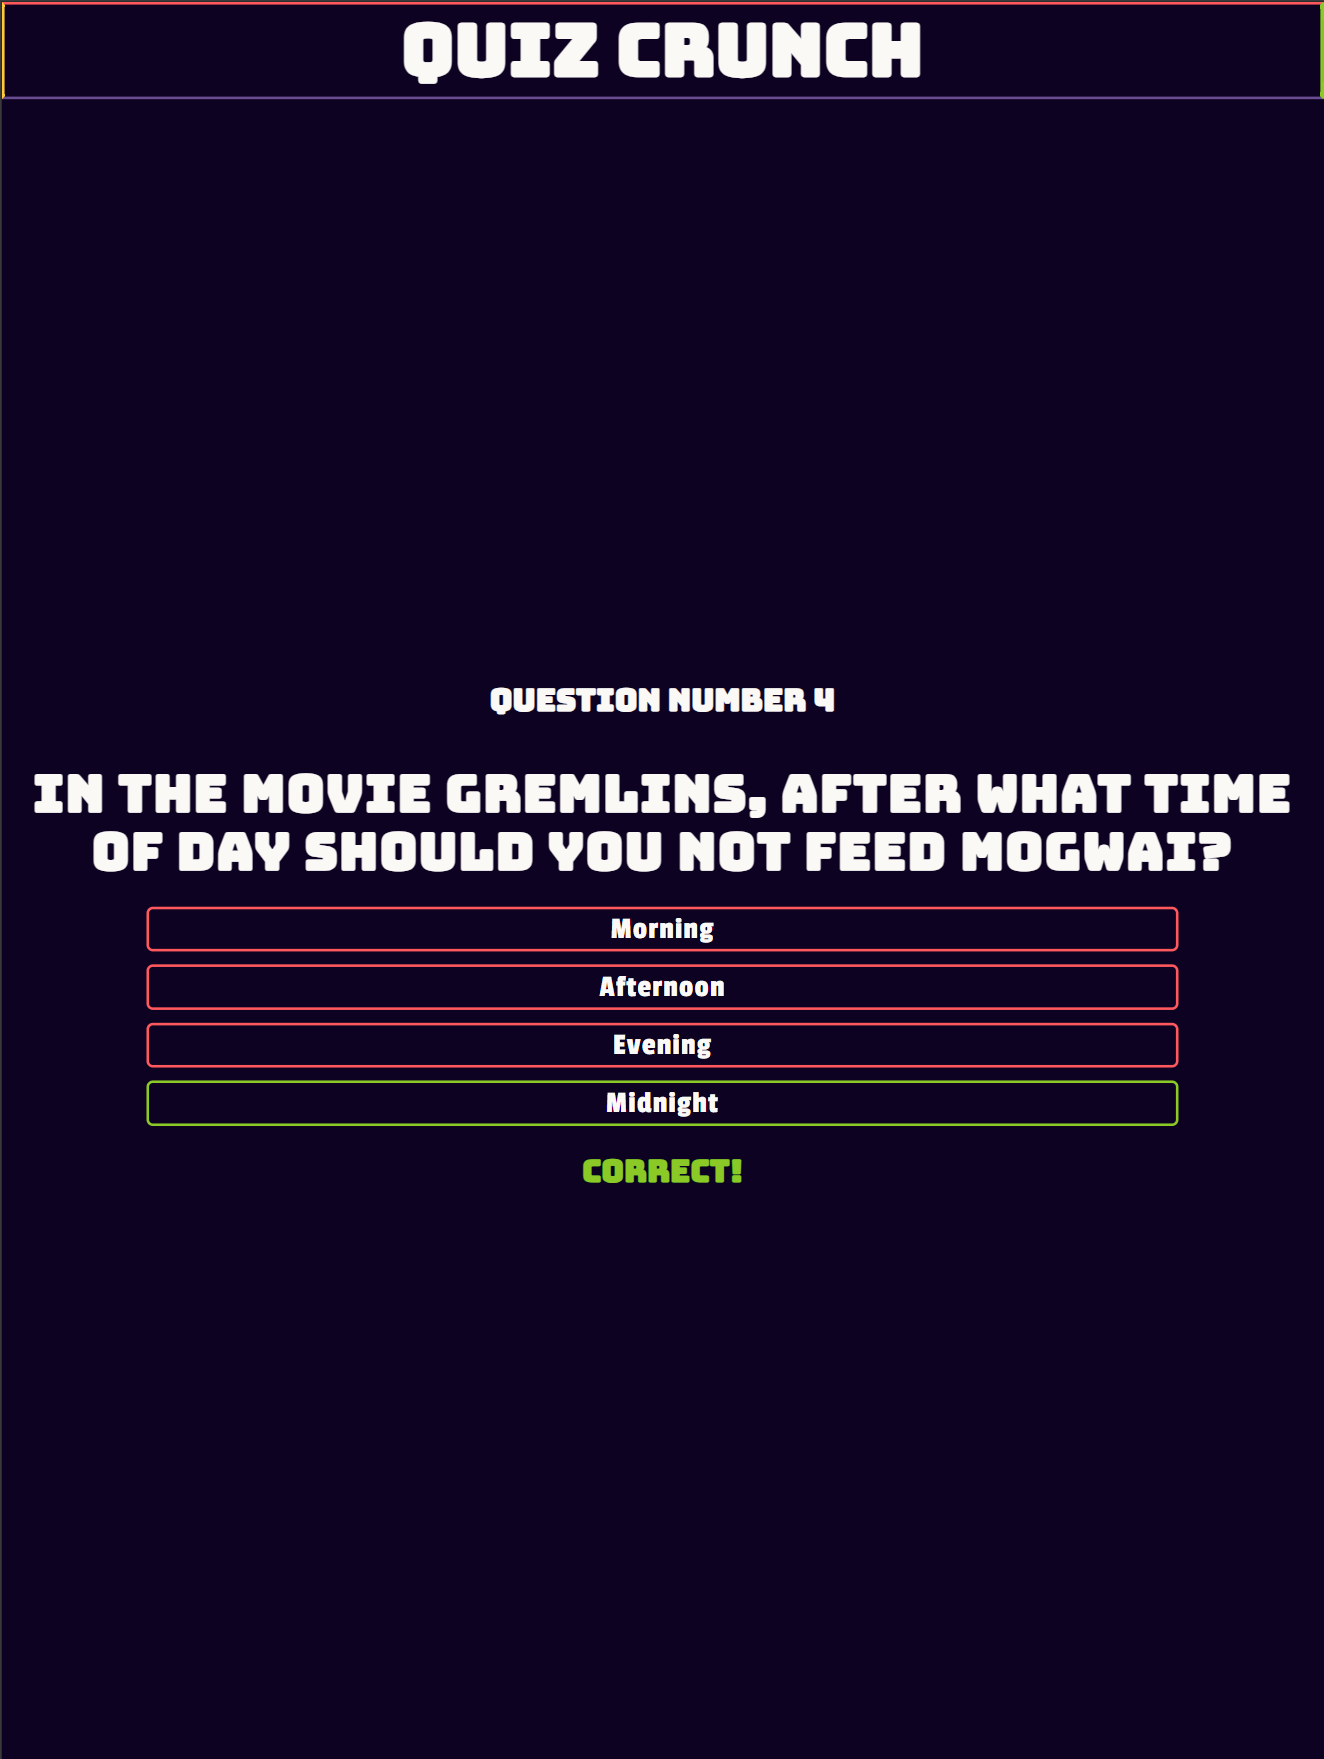 QUIZ CRUNCH
QUESTION NUMBER 4
IN THE MOVIE GREMLINS, AFTER WHAT TIME
OF DAY SHOULD YOU NOT FEED MOGWAI?
Morning
Afternoon
Evening
Midnight
CORRECT!